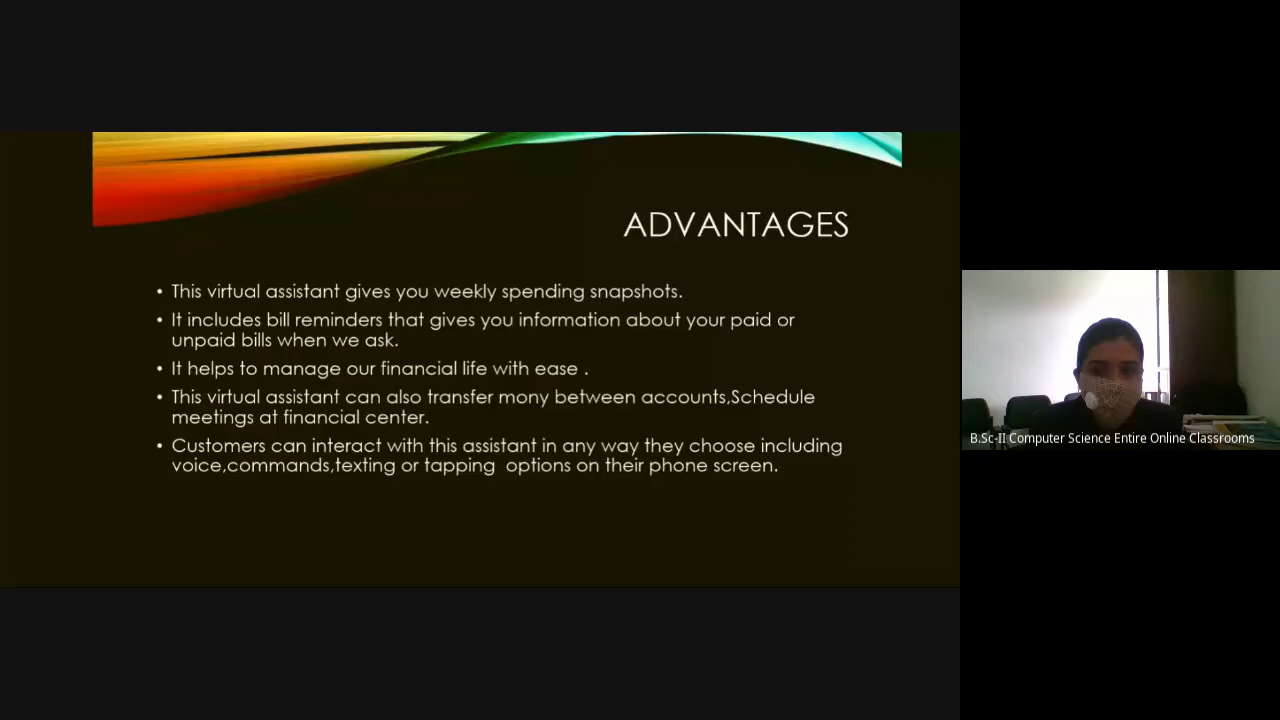 ADVANTAGES
• This virtual assistant gives you weekly spending snapshots.
• It includes bill reminders that gives you information about your paid or
unpaid bills when we ask.
• It helps to manage our financial life with ease .
• This virtual assistant can also transfer mony between accounts,Schedule
meetings at financial center.
• Customers can interact with this assistant in any way they choose including
voice,commands,texting or tapping  options on their phone screen.
B.Sc-II Computer Science Entire Online Classrooms